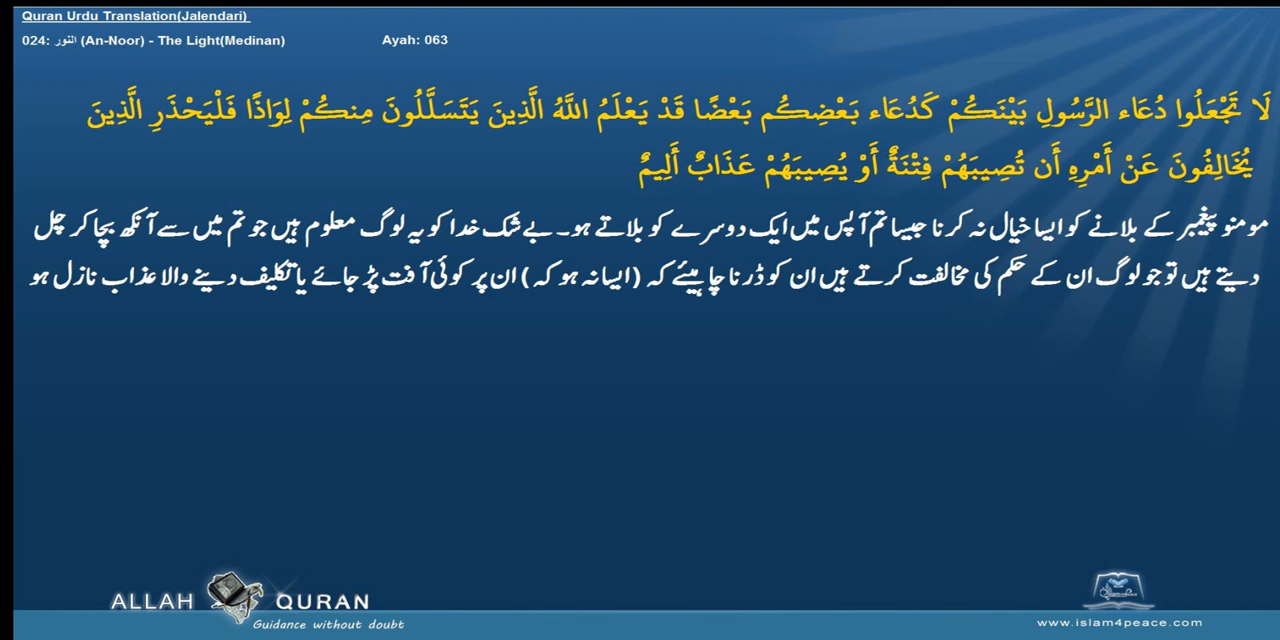 Quran Urdu Translation(Jalendari)
024: النور (An-Noor) - The Light(Medinan) Ayah: 063
لَا تَجْعَلُوا دُعَاء الرَّسُولِ بَيْنَكُمْ كَدُعَاء بَعْضِكُم بَعْضًا قَدْ يَعْلَمُ اللَّهُ الَّذِينَ يَتَسَلَّلُونَ مِنكُمْ لِوَاذًا فَلْيَحْذَرِ الَّذِينَ
يُخَالِفُونَ عَنْ أَمْرِهِ أَن تُصِيبَهُمْ فِتْنَةٌ أَوْ يُصِيبَهُمْ عَذَابٌ أَلِيمٌ
مومنو پیغمبر کے بلانے کو ایسا خیال نہ کرنا جیسا تم آپس میں ایک دوسرے کو بلاتے ہو۔ بےشک خدا کو یہ لوگ معلوم ہیں جو تم میں سے آنکھ بچا کر چل
دیتے ہیں تو جو لوگ ان کے حکم کی مخالفت کرتے ہیں ان کو ڈرنا چاہیئے کہ (ایسا نہ ہو کہ) ان پر کوئی آفت پڑ جائے یا تکلیف دینے والا عذاب نازل ہو
ALLAH QURAN
Guidance without doubt
www.islam4peace.com